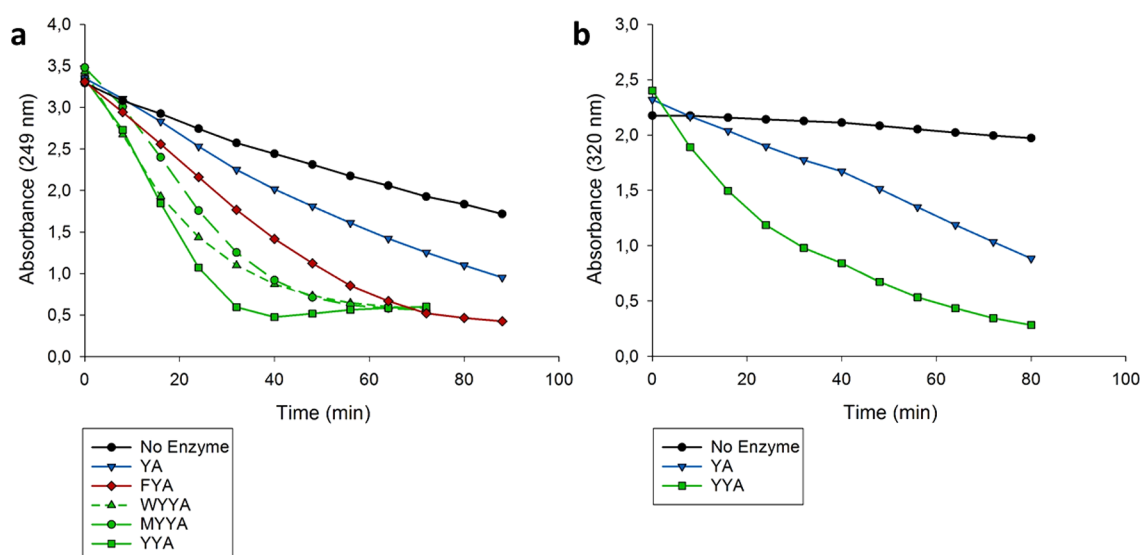 a
4,0
3,5
3,0
2,5
2,0
1,5
1,0
0,5
0,0
Absorbance (249 nm)
0 20 40 60 80 100
Time (min)
No Enzyme
YA
FYA
WYYA
MYYA
YYA
b
3,0
2,5
2,0
1,5
1,0
0,5
0,0
Absorbance (320 nm)
0 20 40 60 80 100
Time (min)
No Enzyme
YA
YYA